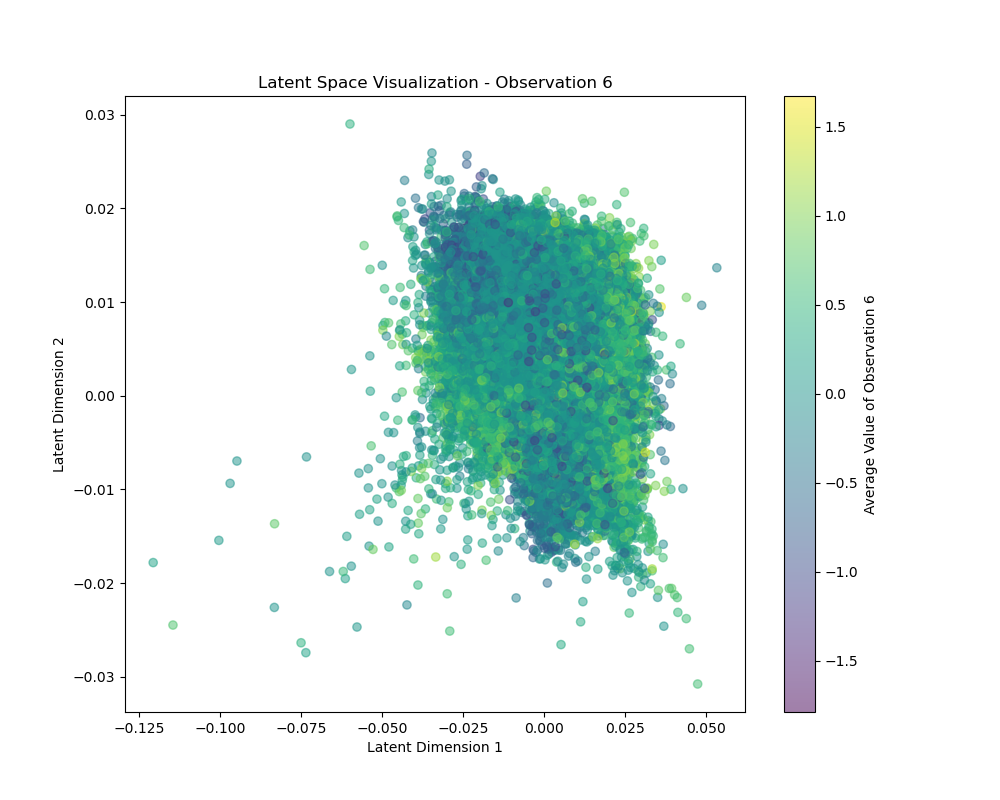 Latent Space Visualization - Observation 6
0.03
0.02
0.01
0.00
−0.01
−0.02
−0.03
Latent Dimension 2
−0.125 −0.100 −0.075 −0.050 −0.025 0.000 0.025 0.050
Latent Dimension 1
1.5
1.0
0.5
0.0
−0.5
−1.0
−1.5
Average Value of Observation 6